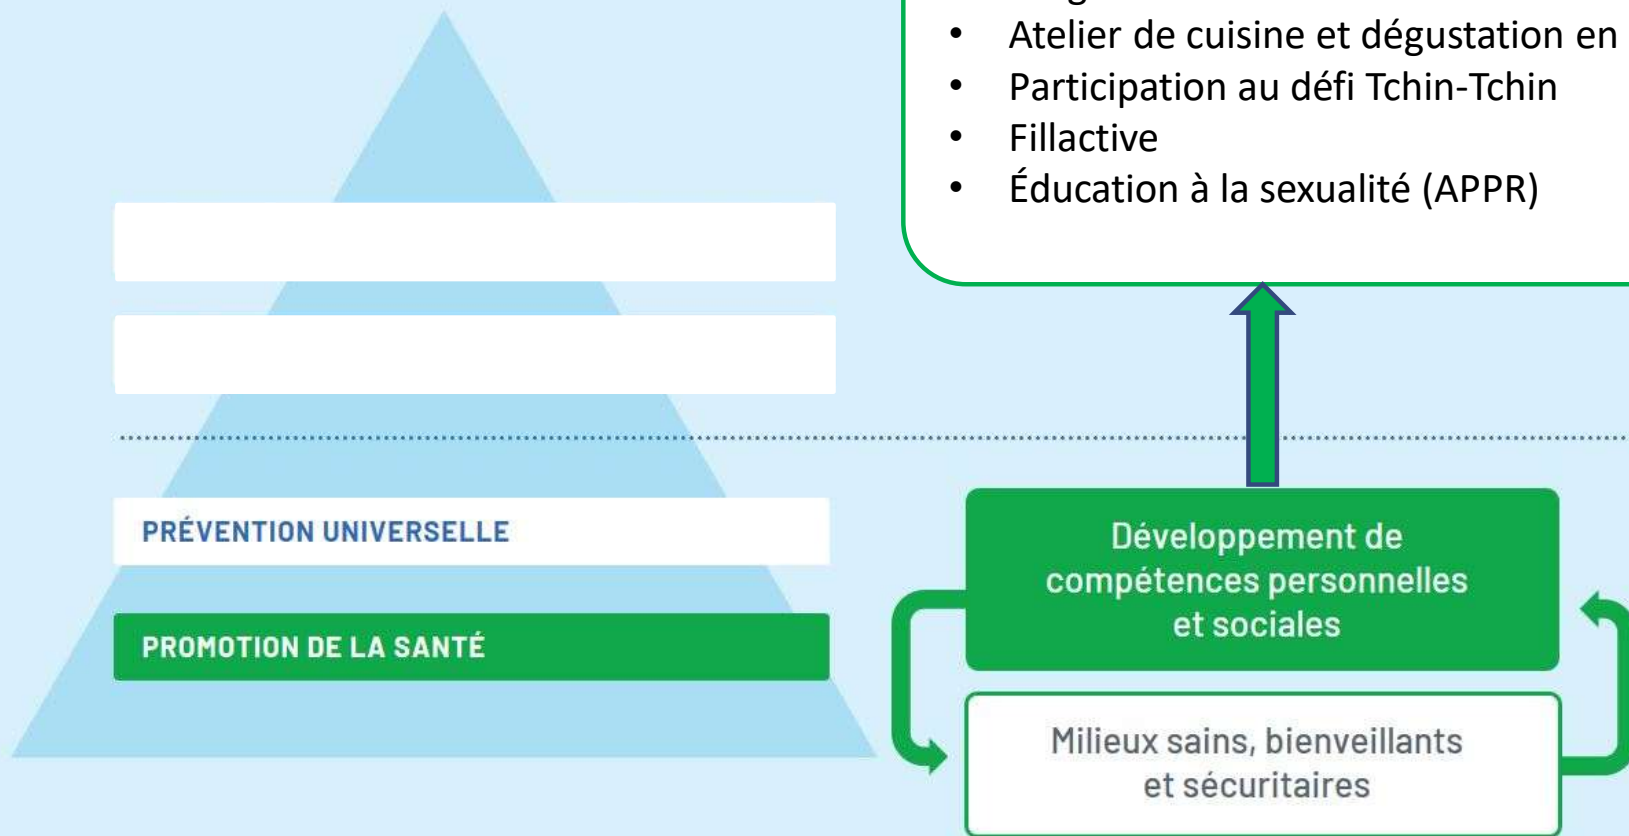 • Atelier de cuisine et dégustation en
• Participation au défi Tchin-Tchin
• Fillactive
• Éducation à la sexualité (APPR)
PRÉVENTION UNIVERSELLE
PROMOTION DE LA SANTÉ
Développement de
compétences personnelles
et sociales
Milieux sains, bienveillants
et sécuritaires